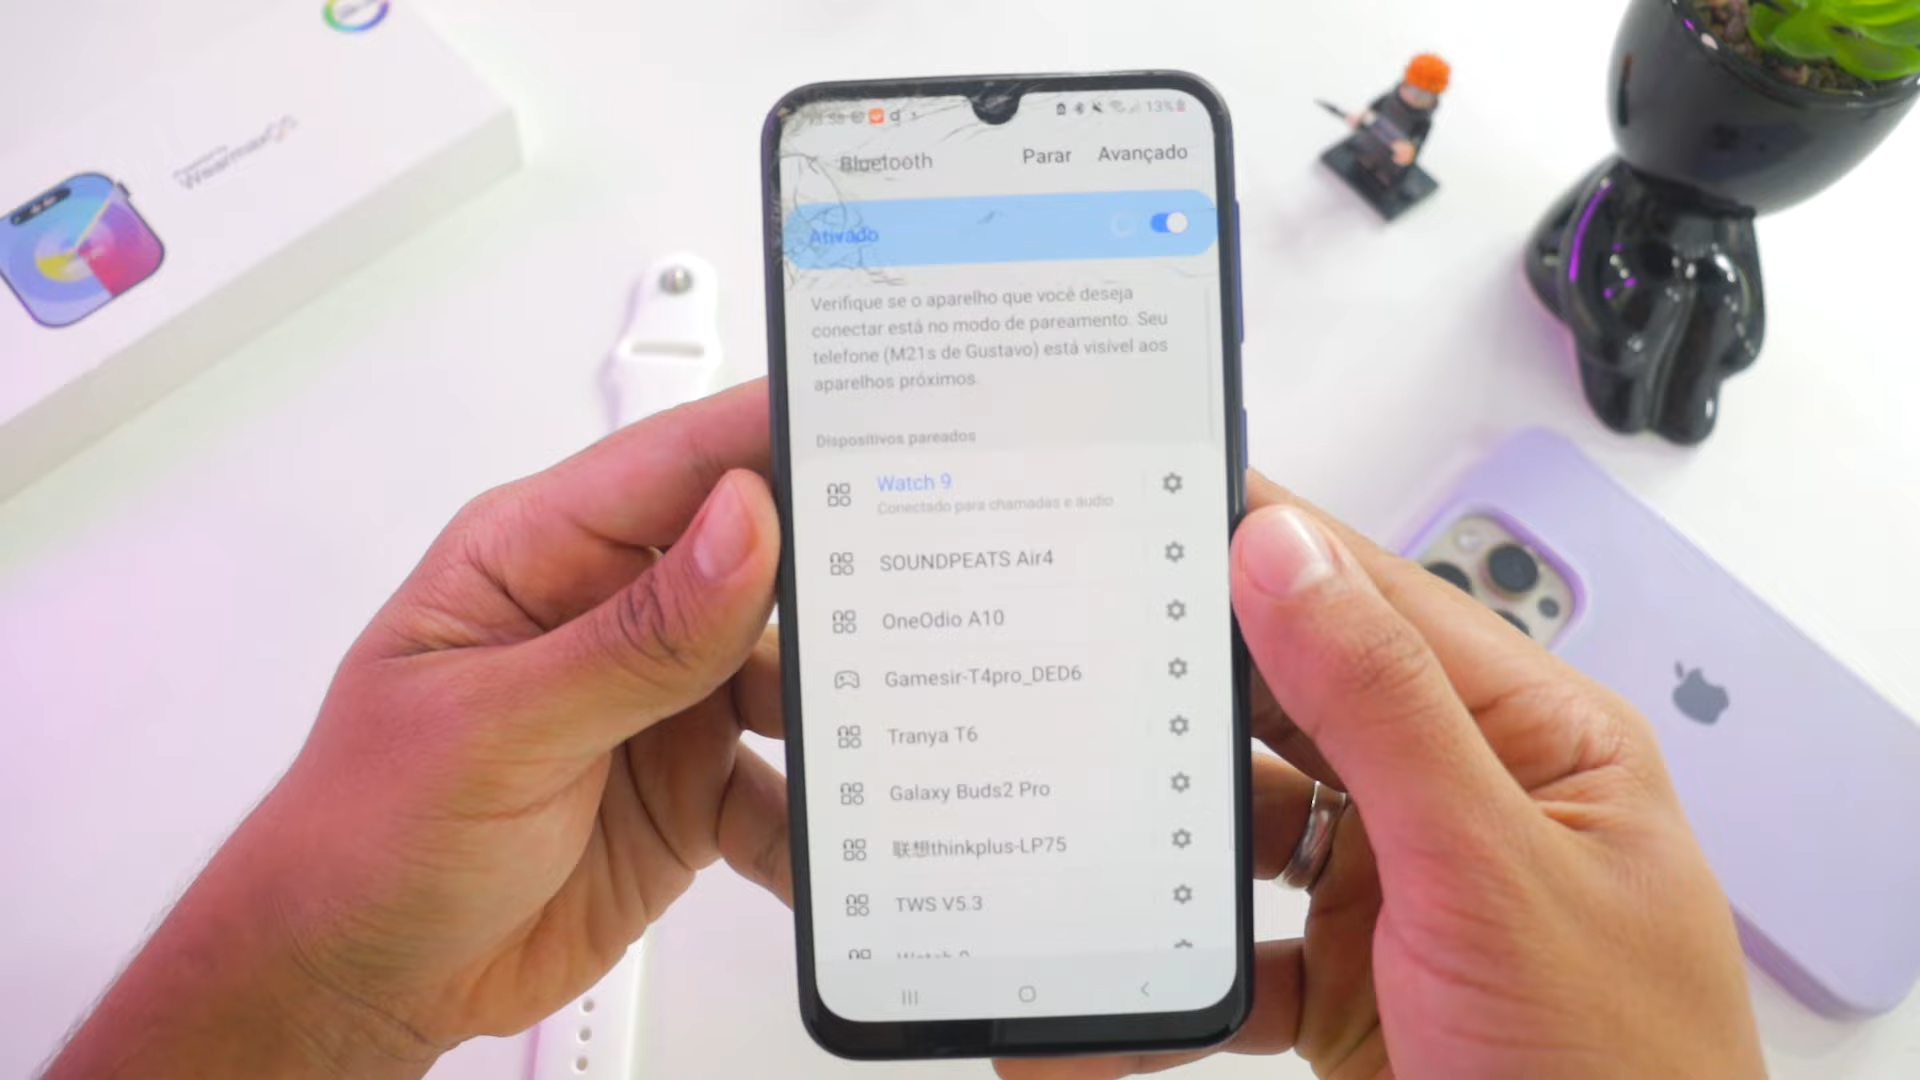 WearmaxOS
13%
Bluetooth
Parar
Avançado
Ativado
Verifique se o aparelho que você deseja
conectar está no modo de pareamento. Seu
telefone (M21s de Gustavo) está visível aos
aparelhos próximos.
Dispositivos pareados
Watch 9
Conectado para chamadas e áudio
SOUNDPEATS Air4
OneOdio A10
Gamesir-T4pro_DED6
Tranya T6
Galaxy Buds2 Pro
联想thinkplus-LP75
TWS V5.3